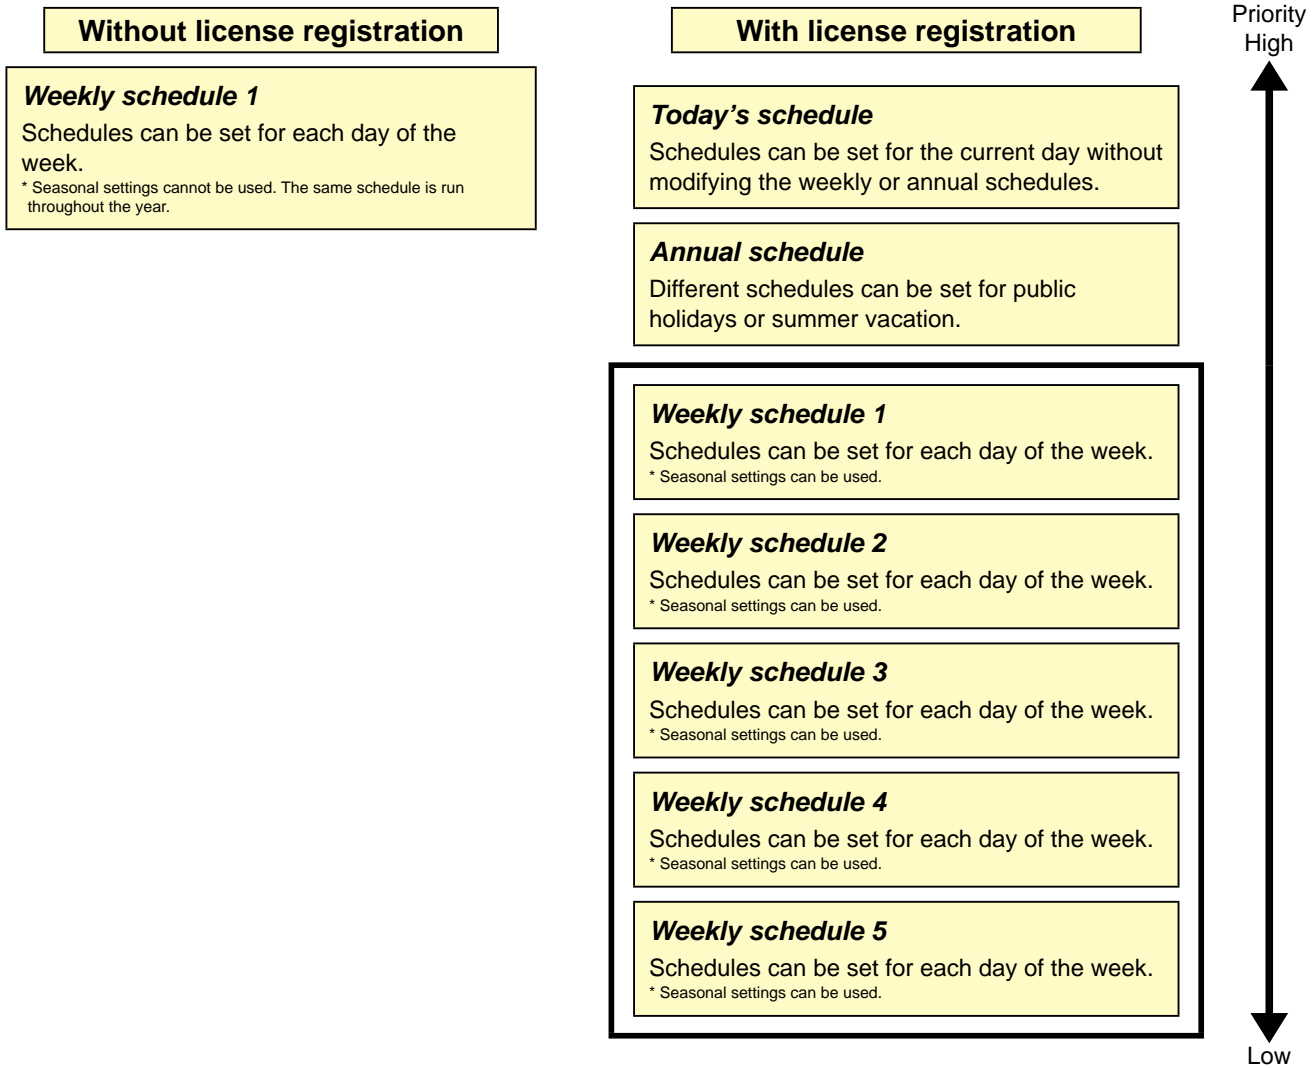 Without license registration
Weekly schedule 1
Schedules can be set for each day of the
week.
* Seasonal settings cannot be used. The same schedule is run
throughout the year.
With license registration
Today's schedule
Schedules can be set for the current day without
modifying the weekly or annual schedules.
Annual schedule
Different schedules can be set for public
holidays or summer vacation.
Weekly schedule 1
Schedules can be set for each day of the week.
* Seasonal settings can be used.
Weekly schedule 2
Schedules can be set for each day of the week.
* Seasonal settings can be used.
Weekly schedule 3
Schedules can be set for each day of the week.
* Seasonal settings can be used.
Weekly schedule 4
Schedules can be set for each day of the week.
* Seasonal settings can be used.
Weekly schedule 5
Schedules can be set for each day of the week.
* Seasonal settings can be used.
Priority
High
Low